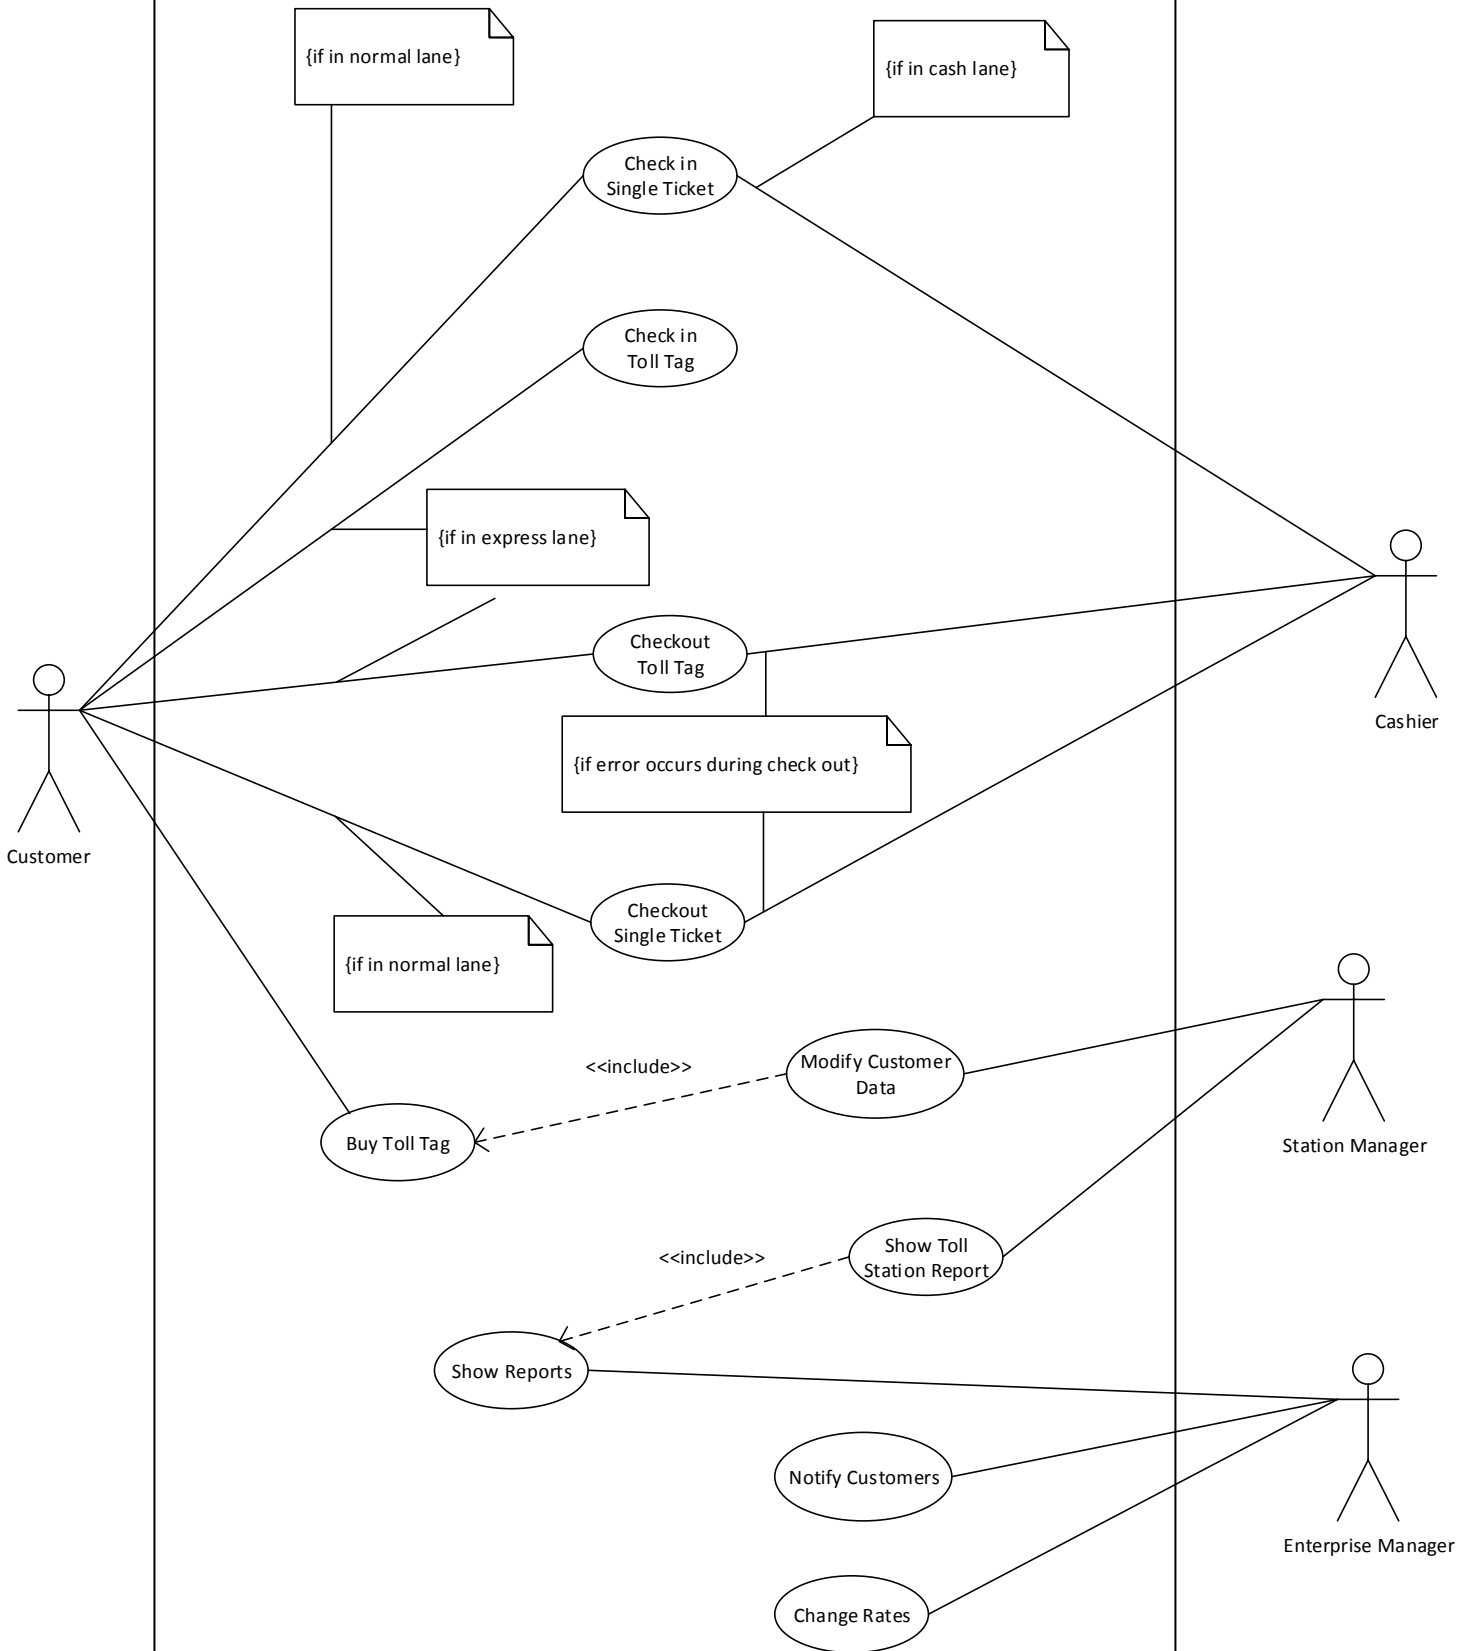 {if in normal lane}
{if in cash lane}
Check in
Single Ticket
Check in
Toll Tag
{if in express lane}
Checkout
Toll Tag
Cashier
{if error occurs during check out}
Customer
Checkout
Single Ticket
{if in normal lane}
<<include>>
Modify Customer
Data
Buy Toll Tag
Station Manager
<<include>>
Show Toll
Station Report
Show Reports
Notify Customers
Enterprise Manager
Change Rates